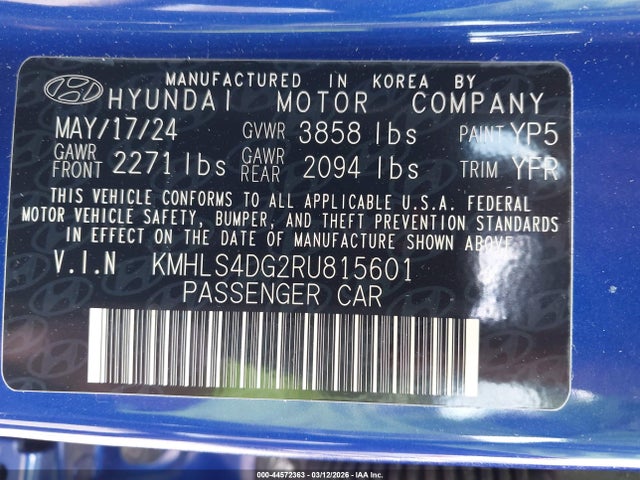 MANUFACTURED IN KOREA BY
HYUNDAI MOTOR COMPANY
MAY/17/24 GVWR 3858 lbs PAINT YP5
GAWR FRONT 2271 lbs GAWR REAR 2094 lbs TRIM YFR
THIS VEHICLE CONFORMS TO ALL APPLICABLE U.S.A. FEDERAL
MOTOR VEHICLE SAFETY, BUMPER, AND THEFT PREVENTION STANDARDS
IN EFFECT ON THE DATE OF MANUFACTURE SHOWN ABOVE.
V.I.N KMHLS4DG2RU815601
PASSENGER CAR
000-44572363 - 03/12/2026 - IAA Inc.